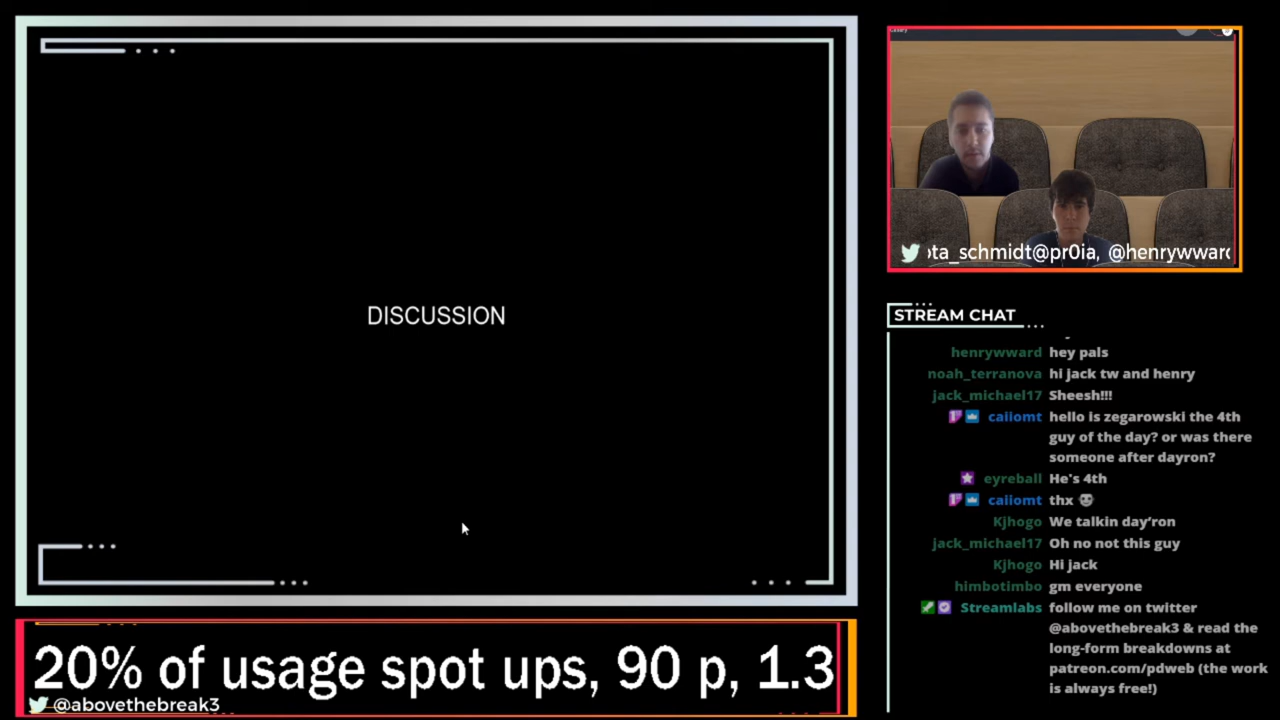 DISCUSSION
20% of usage spot ups, 90 p, 1.3
@abovethebreak3
ota_schmidt@pr0ia, @henrywward
STREAM CHAT
henrywward hey pals
noah_terranova hi jack tw and henry
jack_michael17 Sheesh!!!
caiiomt hello is zegarowski the 4th
guy of the day? or was there
someone after dayron?
eyreball He's 4th
caiiomt thx
Kjhogo We talkin day’ron
jack_michael17 Oh no not this guy
Kjhogo Hi jack
himbotimbo gm everyone
Streamlabs follow me on twitter
@abovethebreak3 & read the
long-form breakdowns at
patreon.com/pdweb (the work
is always free!)